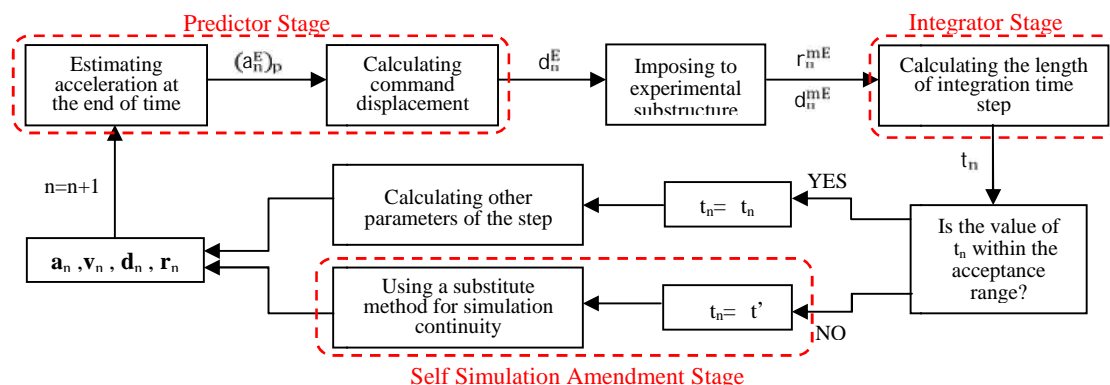 Predictor Stage
Integrator Stage
Estimating
acceleration at
the end of time
(a_n^E)_p
Calculating
command
displacement
d_n^E
Imposing to
experimental
substructure
r_n^mE
d_n^mE
Calculating the
length of
integration time
step
t_n
n=n+1
Calculating other
parameters of the step
t_n= t_n
YES
Is the value of
t_n within the
acceptance
range?
a_n ,v_n , d_n , r_n
Using a substitute
method for simulation
continuity
t_n= t’
NO
Self Simulation Amendment Stage